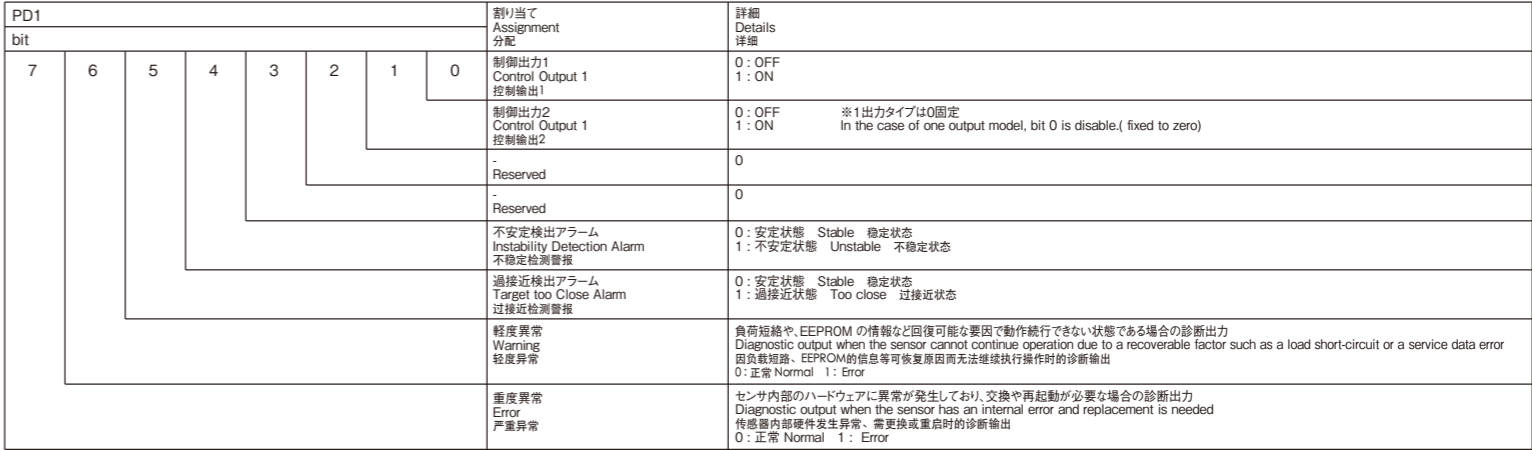 PD1
bit
7 6 5 4 3 2 1 0
割り当て
Assignment
分配
詳細
Details
详细
制御出力1
Control Output 1
控制输出1
0 : OFF
1 : ON
制御出力2
Control Output 1
控制输出2
0 : OFF ※1出力タイプは0固定
1 : ON In the case of one output model, bit 0 is disable.( fixed to zero)
-
Reserved
0
-
Reserved
0
不安定検出アラーム
Instability Detection Alarm
不稳定检测警报
0 : 安定状態 Stable 稳定状态
1 : 不安定状態 Unstable 不稳定状态
過接近検出アラーム
Target too Close Alarm
过接近检测警报
0 : 安定状態 Stable 稳定状态
1 : 過接近状態 Too close 过接近状态
軽度異常
Warning
轻度异常
負荷短絡や、EEPROM の情報など回復可能な要因で動作続行できない状態である場合の診断出力
Diagnostic output when the sensor cannot continue operation due to a recoverable factor such as a load short-circuit or a service data error
因负载短路、EEPROM的信息等可恢复原因而无法继续执行操作时的诊断输出
0 : 正常 Normal 1 : Error
重度異常
Error
严重异常
センサ内部のハードウェアに異常が発生しており、交換や再起動が必要な場合の診断出力
Diagnostic output when the sensor has an internal error and replacement is needed
传感器内部硬件发生异常、需更换或重启时的诊断输出
0 : 正常 Normal 1 : Error